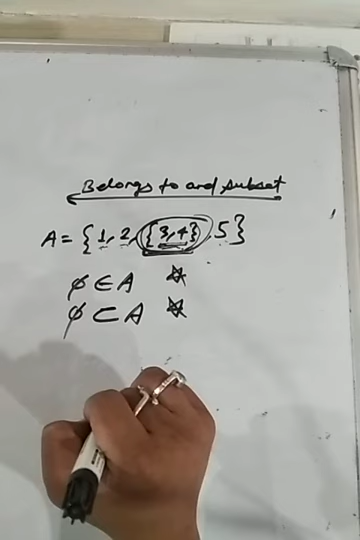 Belongs to and subset
A = { 1, 2, { 3, 4 }, 5 }
ϕ ∈ A ☆
ϕ ⊂ A ☆